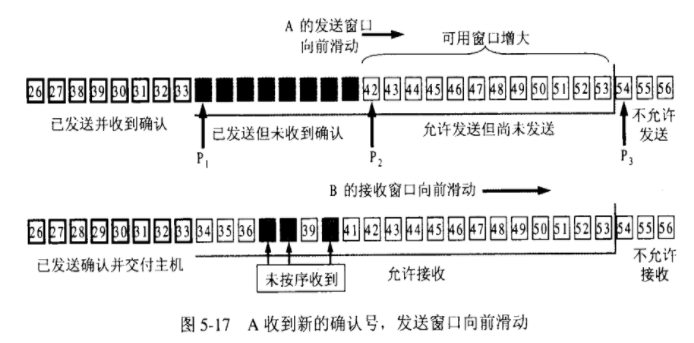 A 的发送窗口
向前滑动
可用窗口增大
26 27 38 39 30 31 32 33 42 43 44 45 46 47 48 49 50 51 52 53 54 55 56
已发送并收到确认
已发送但未收到确认
允许发送但尚未发送
不允许
发送
P1 P2 P3
B 的接收窗口向前滑动
26 27 28 29 30 31 32 33 34 35 36 39 41 42 43 44 45 46 47 48 49 50 51 52 53 54 55 56
已发送确认并交付主机
未按序收到
允许接收
不允许
接收
图 5-17 A 收到新的确认号，发送窗口向前滑动